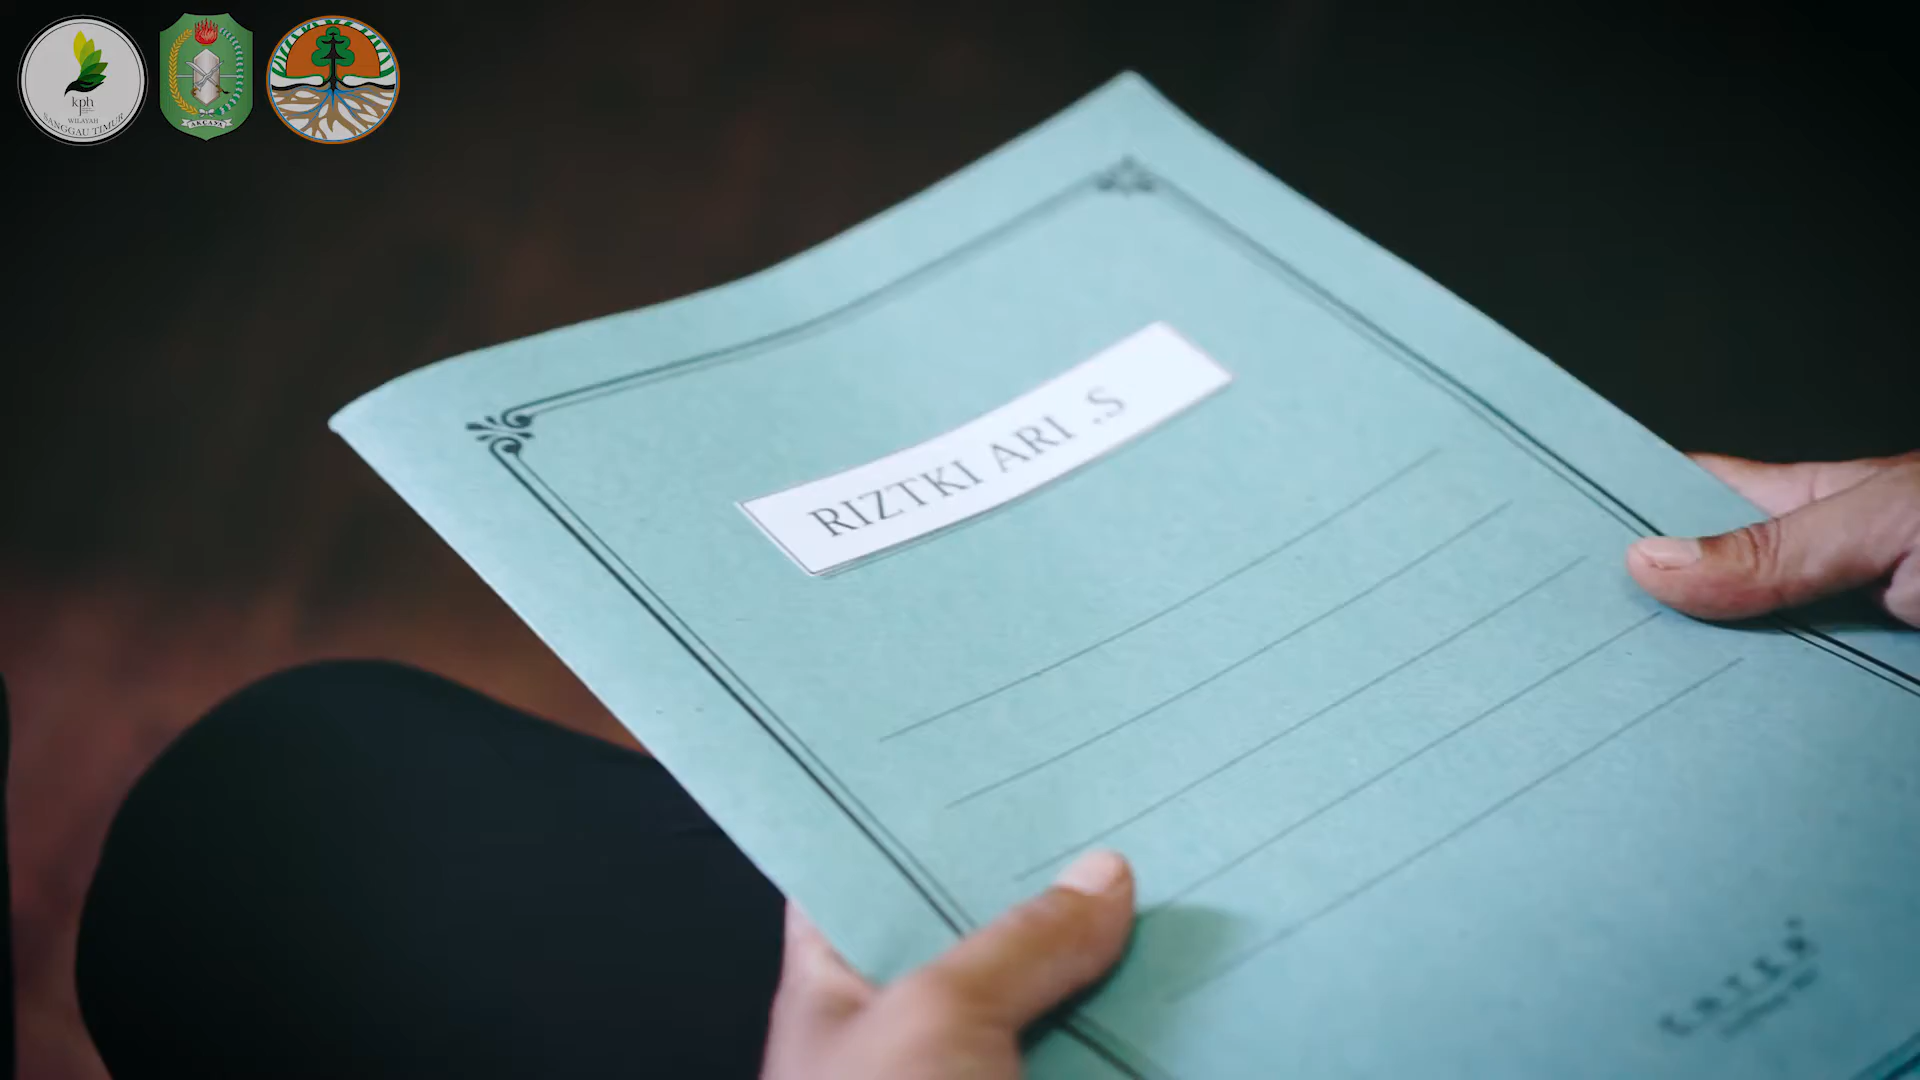 kph
WILAYAH
SANGGAU TIMUR
AKCAYA
RIZTKI ARI .S